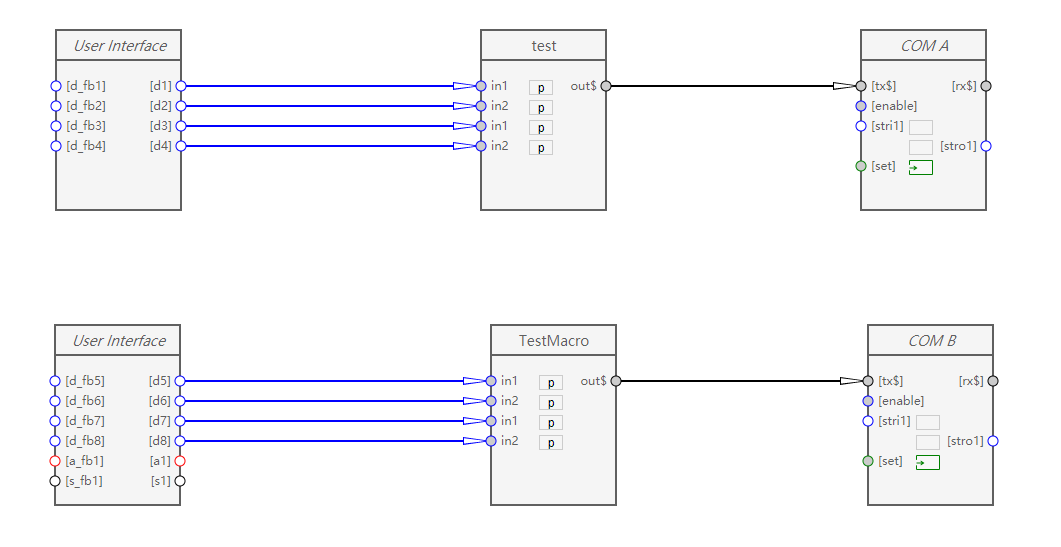 User Interface
[d_fb1] [d1]
[d_fb2] [d2]
[d_fb3] [d3]
[d_fb4] [d4]
test
in1 p out$
in2 p
in1 p
in2 p
COM A
[tx$] [rx$]
[enable]
[stri1]
[stro1]
[set]
User Interface
[d_fb5] [d5]
[d_fb6] [d6]
[d_fb7] [d7]
[d_fb8] [d8]
[a_fb1] [a1]
[s_fb1] [s1]
TestMacro
in1 p out$
in2 p
in1 p
in2 p
COM B
[tx$] [rx$]
[enable]
[stri1]
[stro1]
[set]